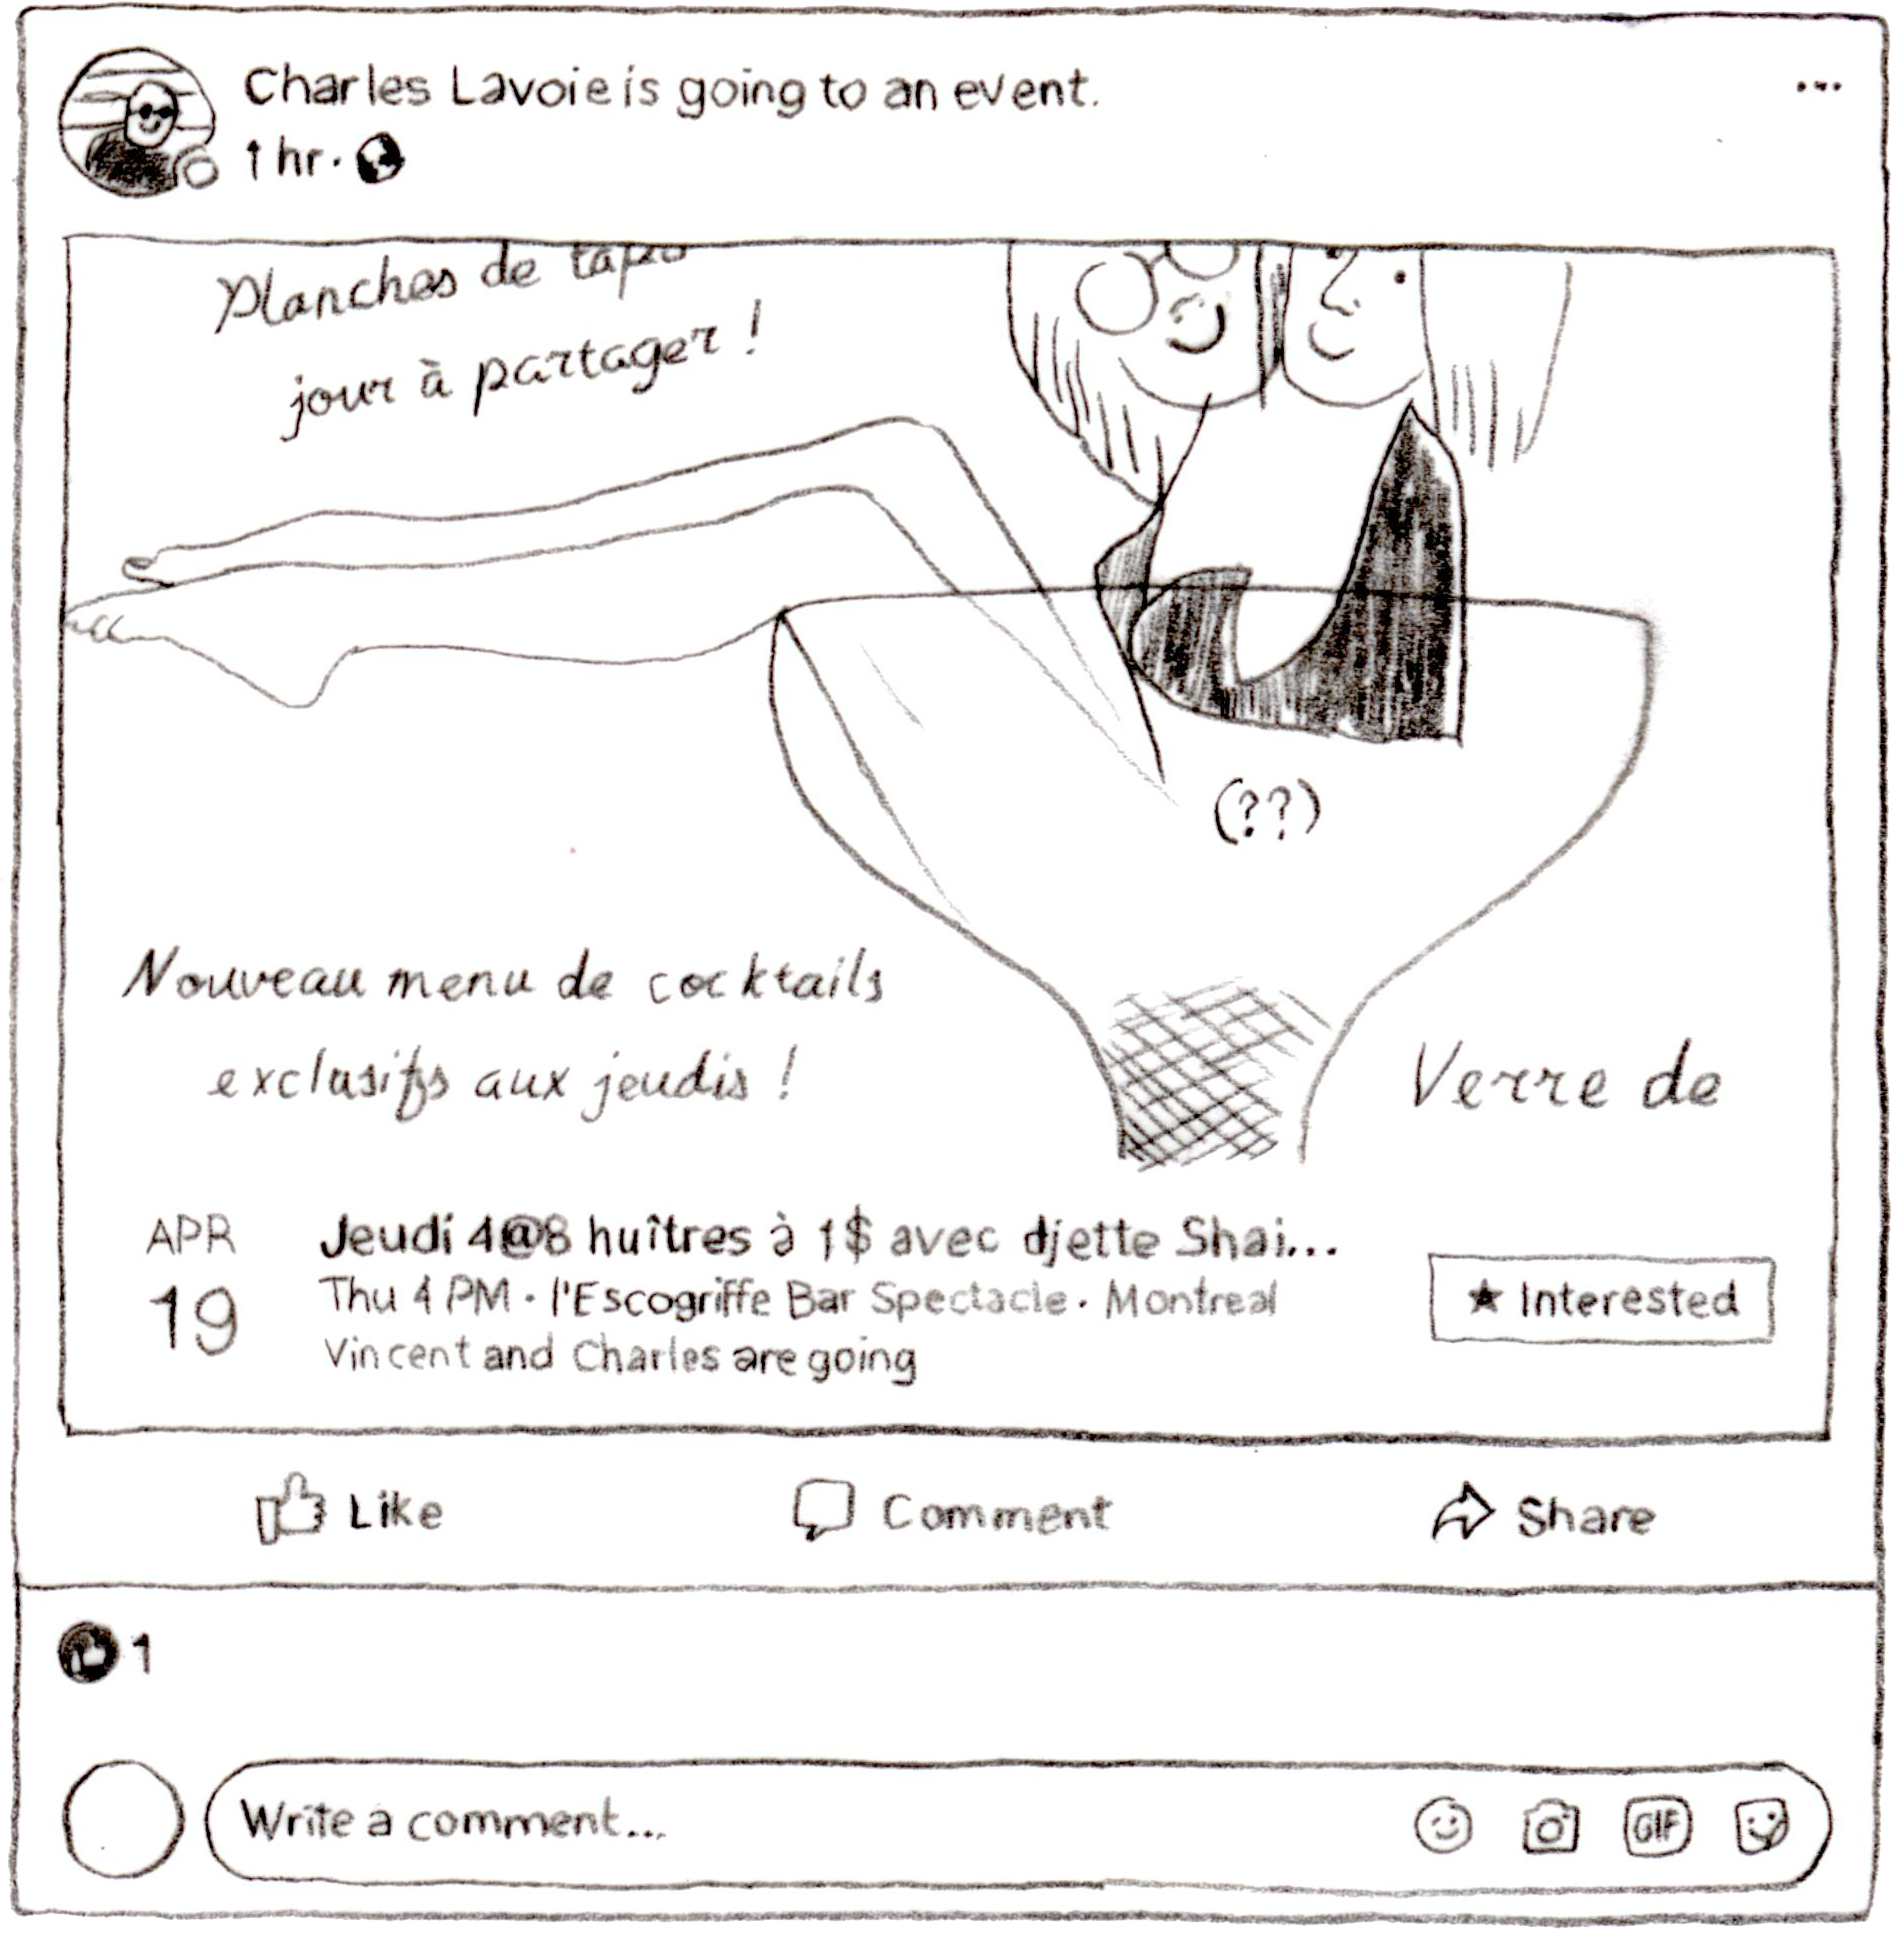 Charles Lavoie is going to an event.
1 hr ·
Planches de
jour à partager !
(??)
Nouveau menu de cocktails
exclusifs aux jeudis !
Verre de
APR
19
Jeudi 4@8 huîtres à 1$ avec djette Shai...
Thu 4 PM · l'Escogriffe Bar Spectacle · Montreal
Vincent and Charles are going
★ Interested
Like
Comment
Share
1
Write a comment...
GIF